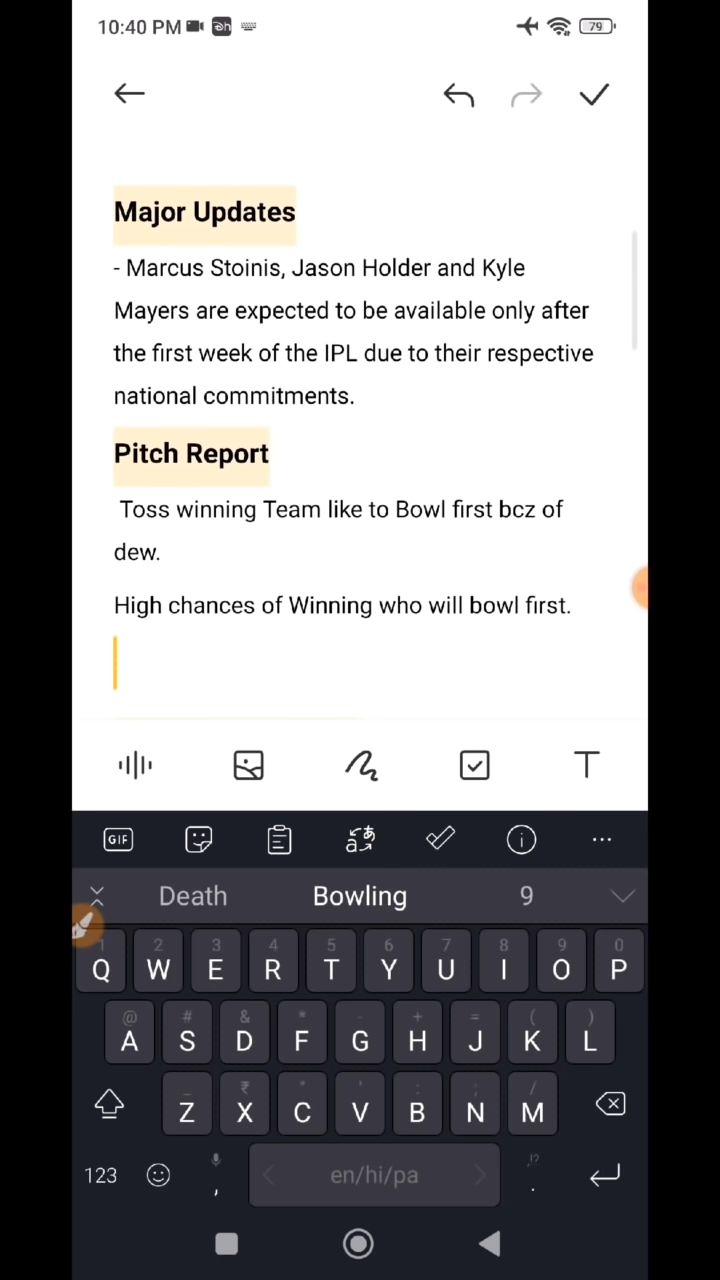 10:40 PM
79
Major Updates
- Marcus Stoinis, Jason Holder and Kyle
Mayers are expected to be available only after
the first week of the IPL due to their respective
national commitments.
Pitch Report
Toss winning Team like to Bowl first bcz of
dew.
High chances of Winning who will bowl first.
T
GIF
Death Bowling 9
1 2 3 4 5 6 7 8 9 0
Q W E R T Y U I O P
@ # & * - + = ( )
A S D F G H J K L
_ ₹ " ' : ; /
Z X C V B N M
123 , en/hi/pa ,!? .